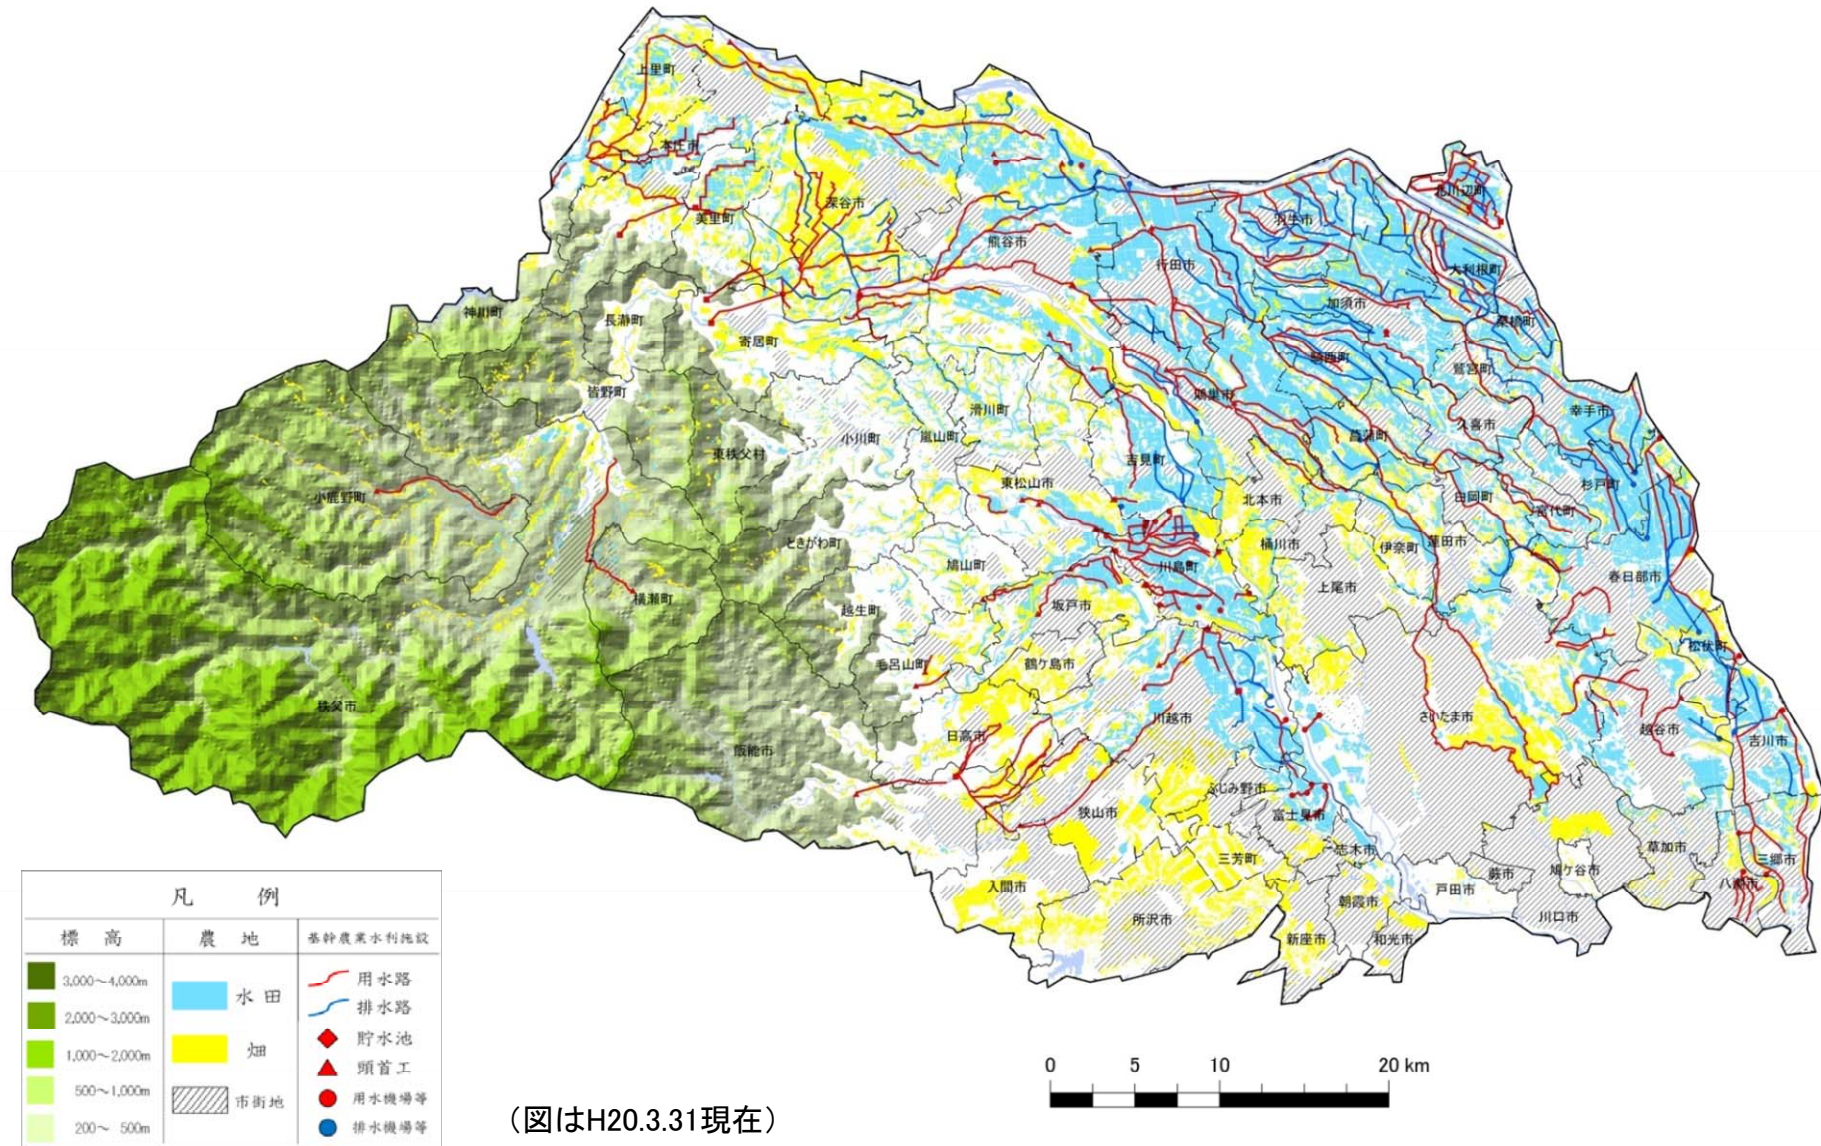 上里町
本庄市
美里町
深谷市
熊谷市
行田市
羽生市
北川辺町
大利根町
加須市
栗橋町
騎西町
鷲宮町
神川町
長瀞町
寄居町
皆野町
小川町
嵐山町
滑川町
鴻巣市
菖蒲町
久喜市
幸手市
東秩父村
吉見町
東松山市
北本市
白岡町
杉戸町
宮代町
小鹿野町
ときがわ町
鳩山町
川島町
桶川市
伊奈町
蓮田市
上尾市
春日部市
横瀬町
越生町
坂戸市
松伏町
毛呂山町
鶴ヶ島市
秩父市
飯能市
日高市
川越市
さいたま市
越谷市
吉川市
狭山市
ふじみ野市
富士見市
三芳町
志木市
入間市
所沢市
新座市
朝霞市
和光市
戸田市
蕨市
鳩ケ谷市
川口市
草加市
八潮市
三郷市
凡 例
標 高 農 地 基幹農業水利施設
3,000～4,000m
2,000～3,000m
1,000～2,000m
500～1,000m
200～ 500m
水 田
畑
市街地
用水路
排水路
貯水池
頭首工
用水機場等
排水機場等
（図はH20.3.31現在）
0 5 10 20 km